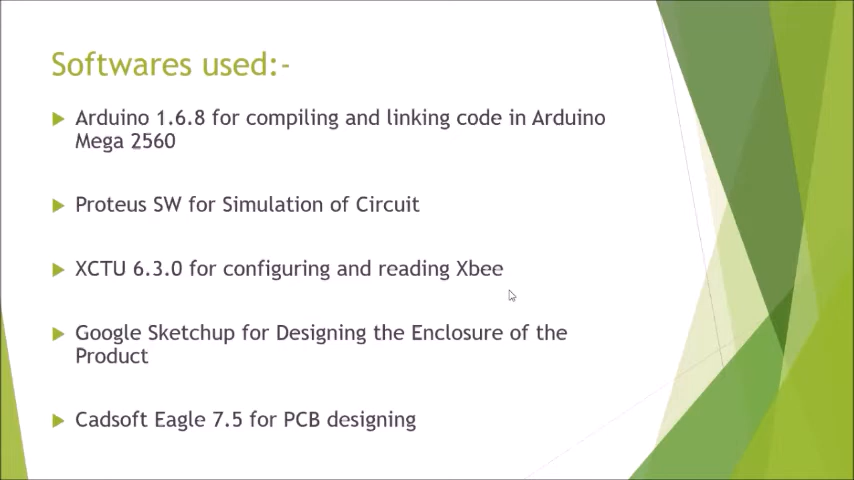 Softwares used:-
Arduino 1.6.8 for compiling and linking code in Arduino
Mega 2560
Proteus SW for Simulation of Circuit
XCTU 6.3.0 for configuring and reading Xbee
Google Sketchup for Designing the Enclosure of the
Product
Cadsoft Eagle 7.5 for PCB designing